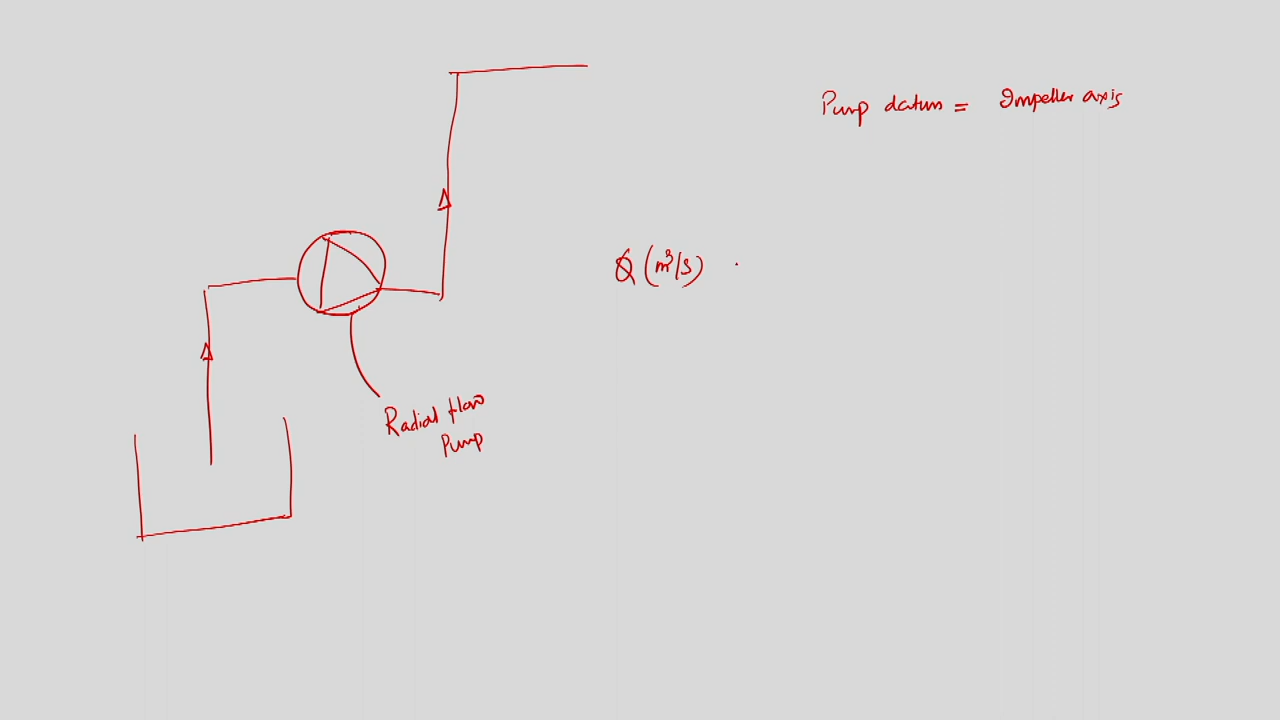 Pump datum = Impeller axis
Q (m³/s)
Radial flow
Pump